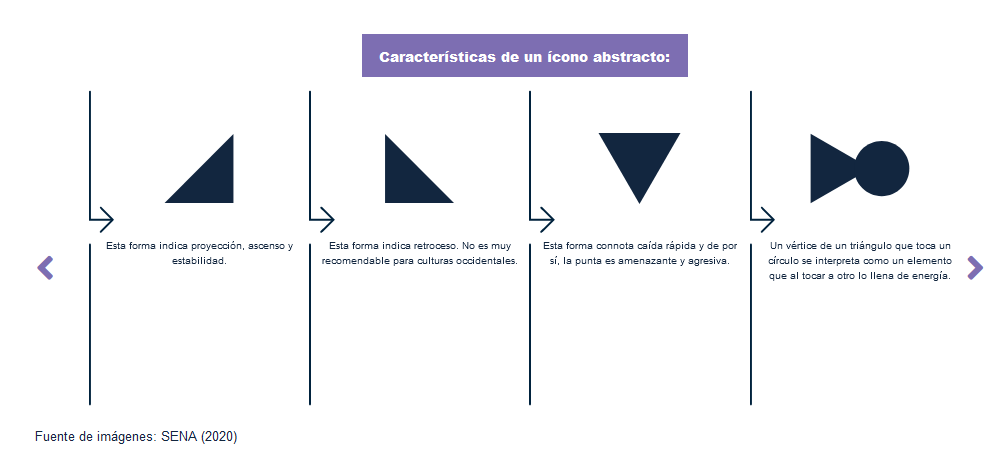 Características de un ícono abstracto:
Esta forma indica proyección, ascenso y
estabilidad.
Esta forma indica retroceso. No es muy
recomendable para culturas occidentales.
Esta forma connota caída rápida y de por
sí, la punta es amenazante y agresiva.
Un vértice de un triángulo que toca un
círculo se interpreta como un elemento
que al tocar a otro lo llena de energía.
Fuente de imágenes: SENA (2020)